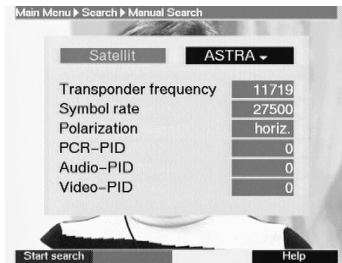 Main Menu ▶ Search ▶ Manual Search
Satellit ASTRA
Transponder frequency 11719
Symbol rate 27500
Polarization horiz.
PCR-PID 0
Audio-PID 0
Video-PID 0
Start search Help